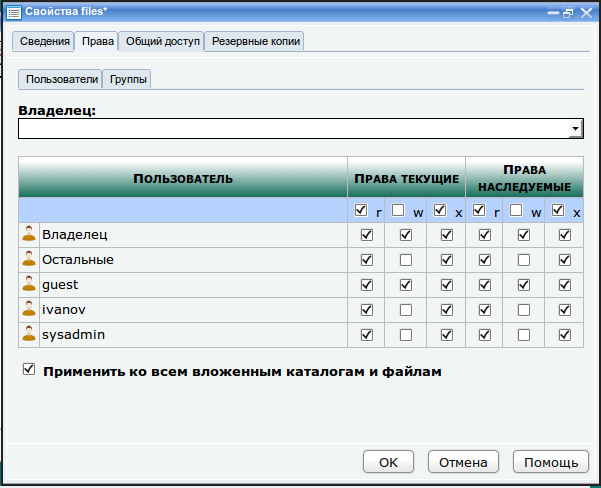 Свойства files*
Сведения Права Общий доступ Резервные копии
Пользователи Группы
Владелец:
Пользователь Права текущие Права наследуемые
r w x r w x
Владелец
Остальные
guest
ivanov
sysadmin
Применить ко всем вложенным каталогам и файлам
OK Отмена Помощь